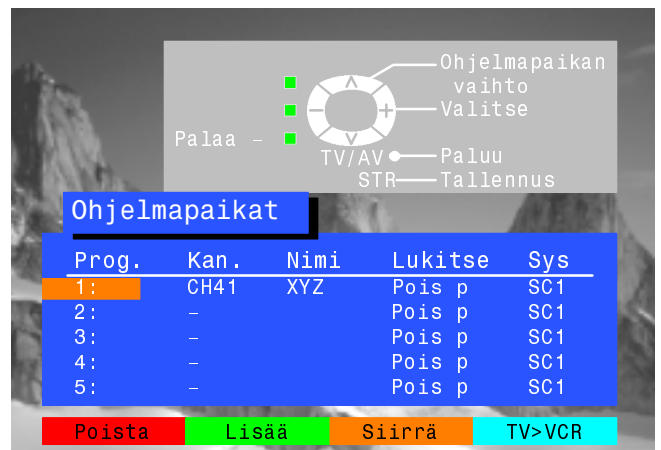 Ohjelmapaikan
vaihto
Valitse
Palaa –
TV/AV Paluu
STR Tallennus
Ohjelmapaikat
Prog. Kan. Nimi Lukitse Sys
1: CH41 XYZ Pois p SC1
2: – Pois p SC1
3: – Pois p SC1
4: – Pois p SC1
5: – Pois p SC1
Poista Lisää Siirrä TV>VCR